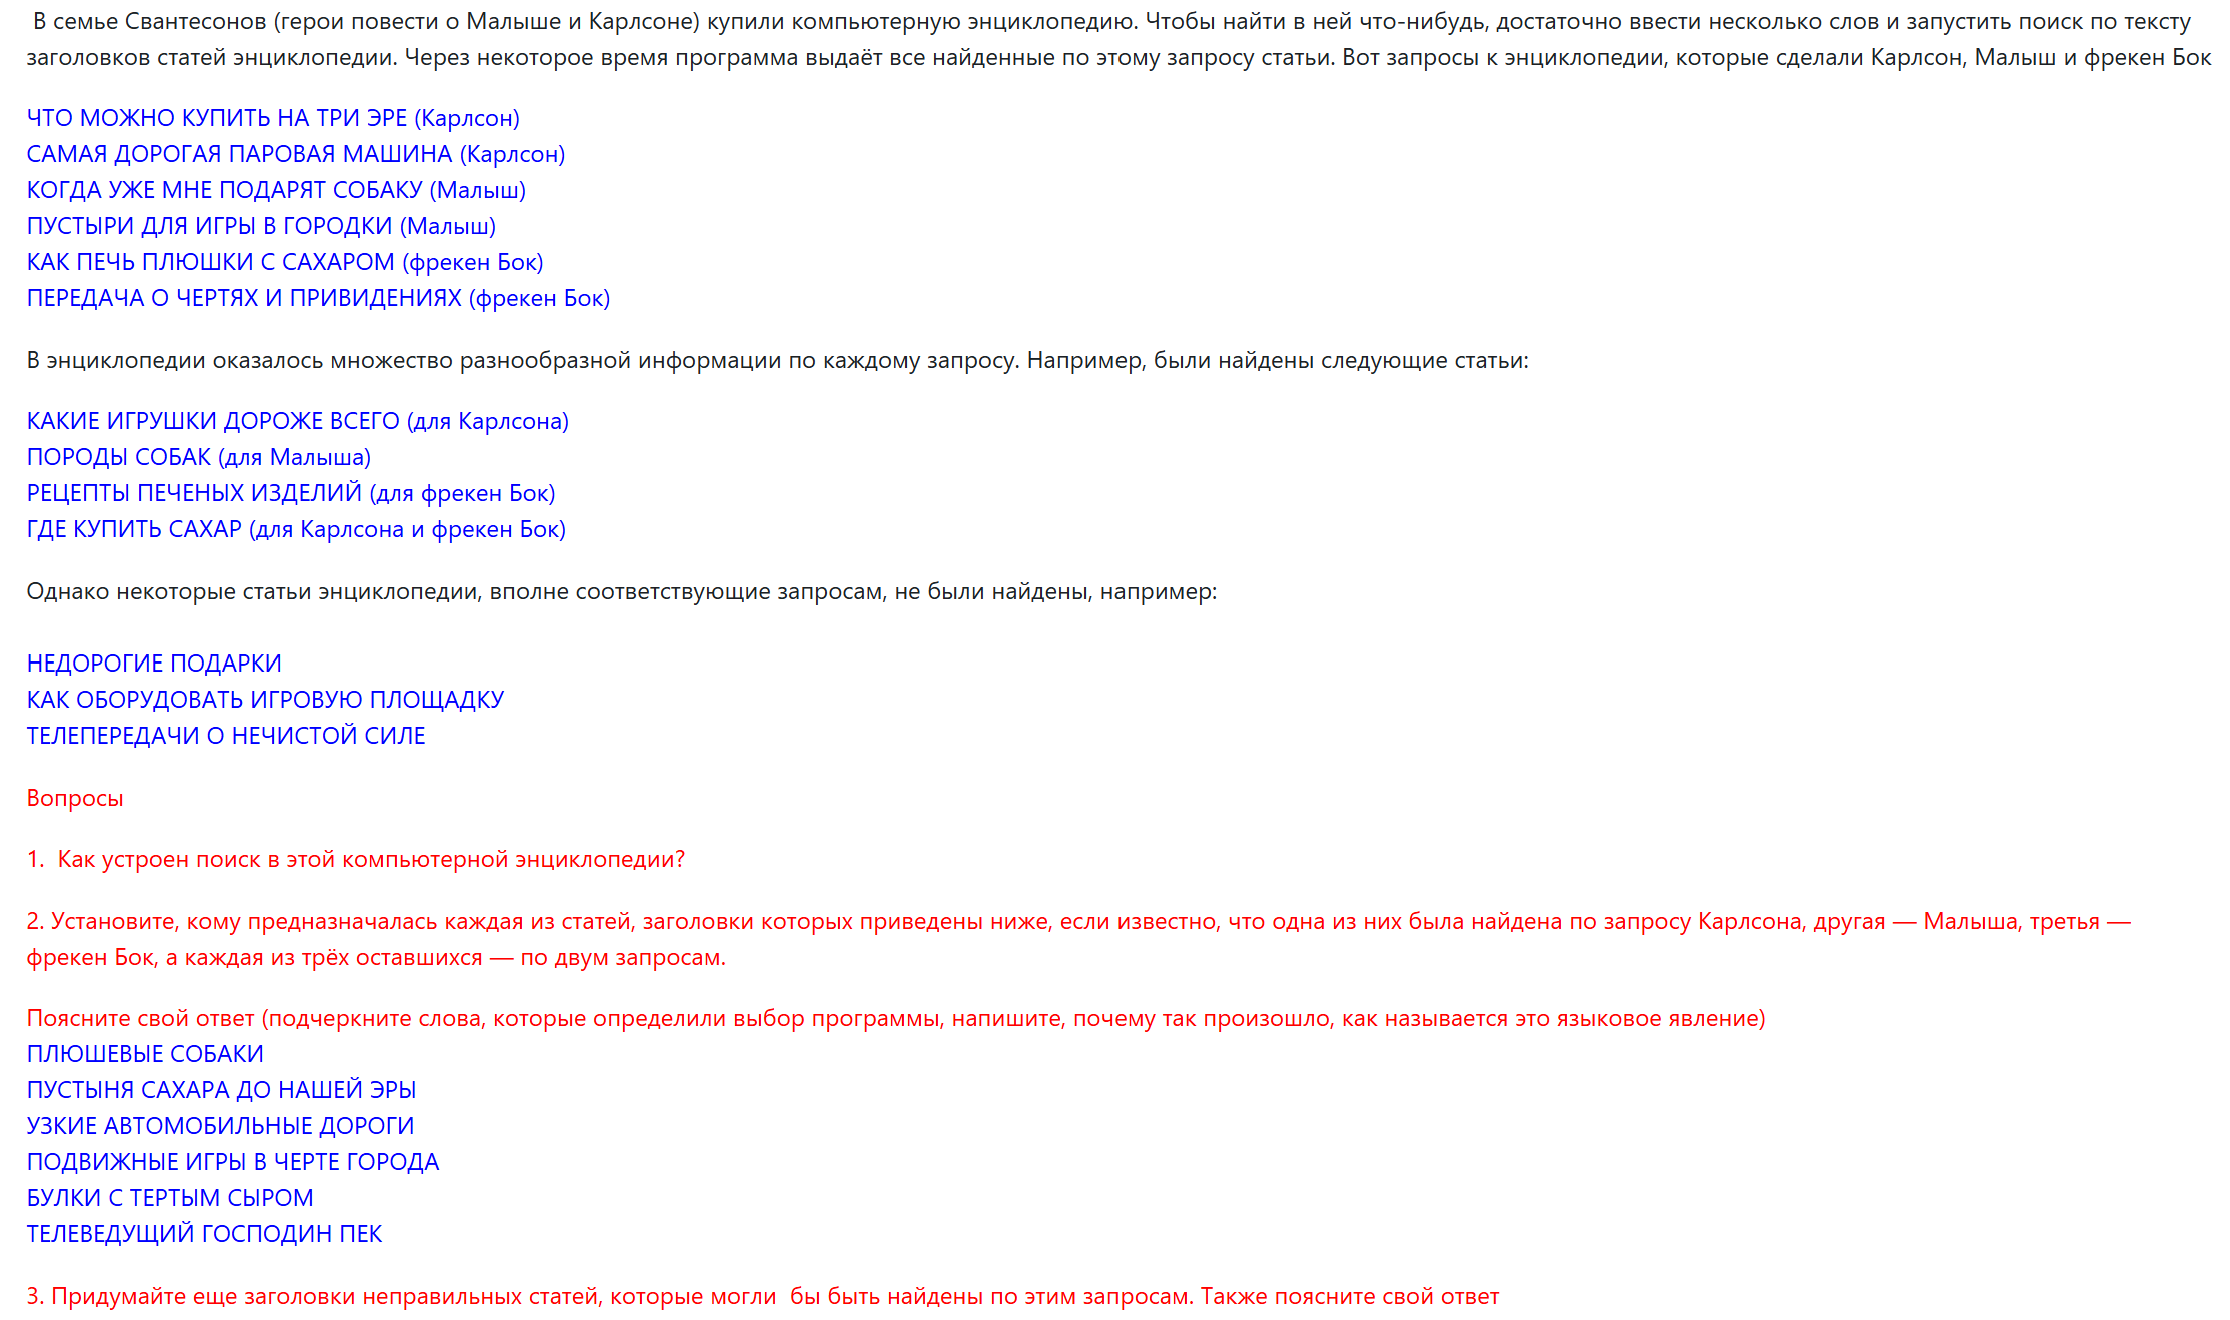 В семье Свантесонов (герои повести о Малыше и Карлсоне) купили компьютерную энциклопедию. Чтобы найти в ней что-нибудь, достаточно ввести несколько слов и запустить поиск по тексту
заголовков статей энциклопедии. Через некоторое время программа выдаёт все найденные по этому запросу статьи. Вот запросы к энциклопедии, которые сделали Карлсон, Малыш и фрекен Бок
ЧТО МОЖНО КУПИТЬ НА ТРИ ЭРЕ (Карлсон)
САМАЯ ДОРОГАЯ ПАРОВАЯ МАШИНА (Карлсон)
КОГДА УЖЕ МНЕ ПОДАРЯТ СОБАКУ (Малыш)
ПУСТЫРИ ДЛЯ ИГРЫ В ГОРОДКИ (Малыш)
КАК ПЕЧЬ ПЛЮШКИ С САХАРОМ (фрекен Бок)
ПЕРЕДАЧА О ЧЕРТЯХ И ПРИВИДЕНИЯХ (фрекен Бок)
В энциклопедии оказалось множество разнообразной информации по каждому запросу. Например, были найдены следующие статьи:
КАКИЕ ИГРУШКИ ДОРОЖЕ ВСЕГО (для Карлсона)
ПОРОДЫ СОБАК (для Малыша)
РЕЦЕПТЫ ПЕЧЕНЫХ ИЗДЕЛИЙ (для фрекен Бок)
ГДЕ КУПИТЬ САХАР (для Карлсона и фрекен Бок)
Однако некоторые статьи энциклопедии, вполне соответствующие запросам, не были найдены, например:
НЕДОРОГИЕ ПОДАРКИ
КАК ОБОРУДОВАТЬ ИГРОВУЮ ПЛОЩАДКУ
ТЕЛЕПЕРЕДАЧИ О НЕЧИСТОЙ СИЛЕ
Вопросы
1. Как устроен поиск в этой компьютерной энциклопедии?
2. Установите, кому предназначалась каждая из статей, заголовки которых приведены ниже, если известно, что одна из них была найдена по запросу Карлсона, другая — Малыша, третья —
фрекен Бок, а каждая из трёх оставшихся — по двум запросам.
Поясните свой ответ (подчеркните слова, которые определили выбор программы, напишите, почему так произошло, как называется это языковое явление)
ПЛЮШЕВЫЕ СОБАКИ
ПУСТЫНЯ САХАРА ДО НАШЕЙ ЭРЫ
УЗКИЕ АВТОМОБИЛЬНЫЕ ДОРОГИ
ПОДВИЖНЫЕ ИГРЫ В ЧЕРТЕ ГОРОДА
БУЛКИ С ТЕРТЫМ СЫРОМ
ТЕЛЕВЕДУЩИЙ ГОСПОДИН ПЕК
3. Придумайте еще заголовки неправильных статей, которые могли бы быть найдены по этим запросам. Также поясните свой ответ